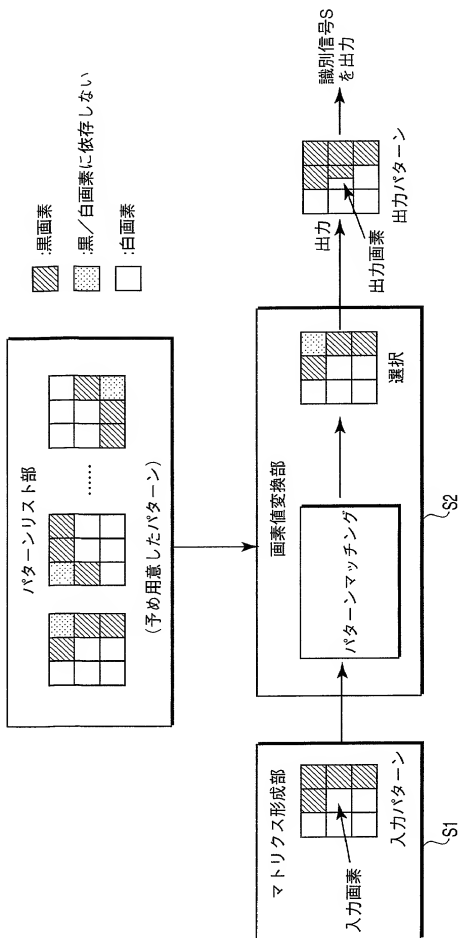 パターンリスト部
……
(予め用意したパターン)
:黒画素
:黒／白画素に依存しない
:白画素
マトリクス形成部
入力画素
入力パターン
S1
画素値変換部
パターンマッチング
選択
S2
出力
出力画素
出力パターン
識別信号S
を出力